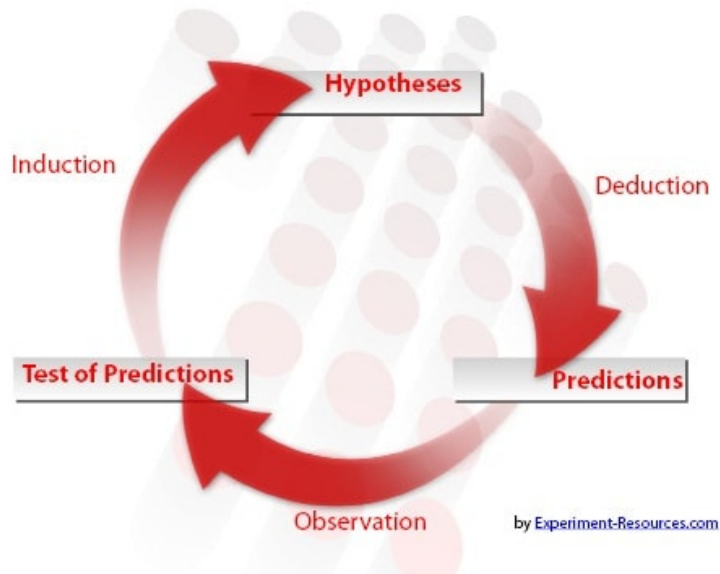 Hypotheses
Induction
Deduction
Test of Predictions
Predictions
Observation
by Experiment-Resources.com